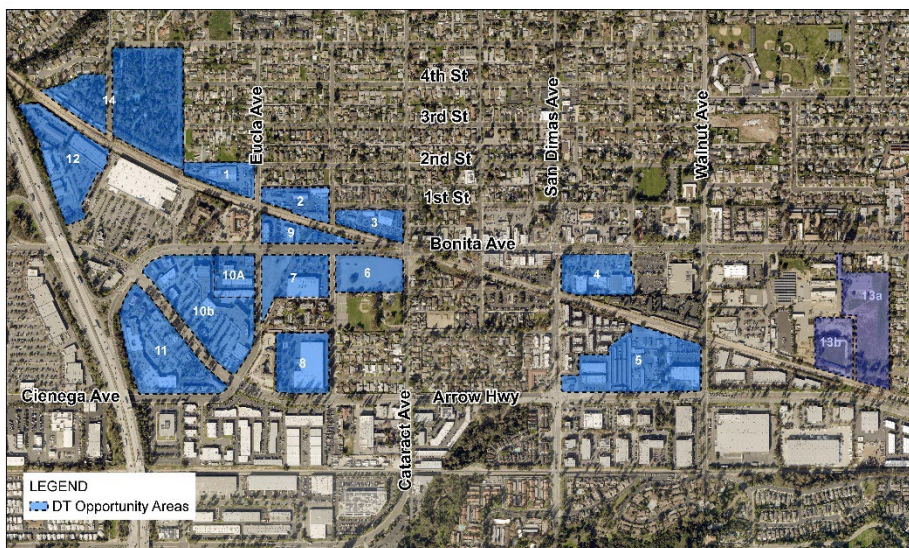 4th St
14
3rd St
Eucla Ave
San Dimas Ave
Walnut Ave
12
2nd St
1
1st St
2
3
9
Bonita Ave
10A
7
6
4
13a
10b
13b
11
8
5
Cienega Ave
Arrow Hwy
Cataract Ave
LEGEND
DT Opportunity Areas